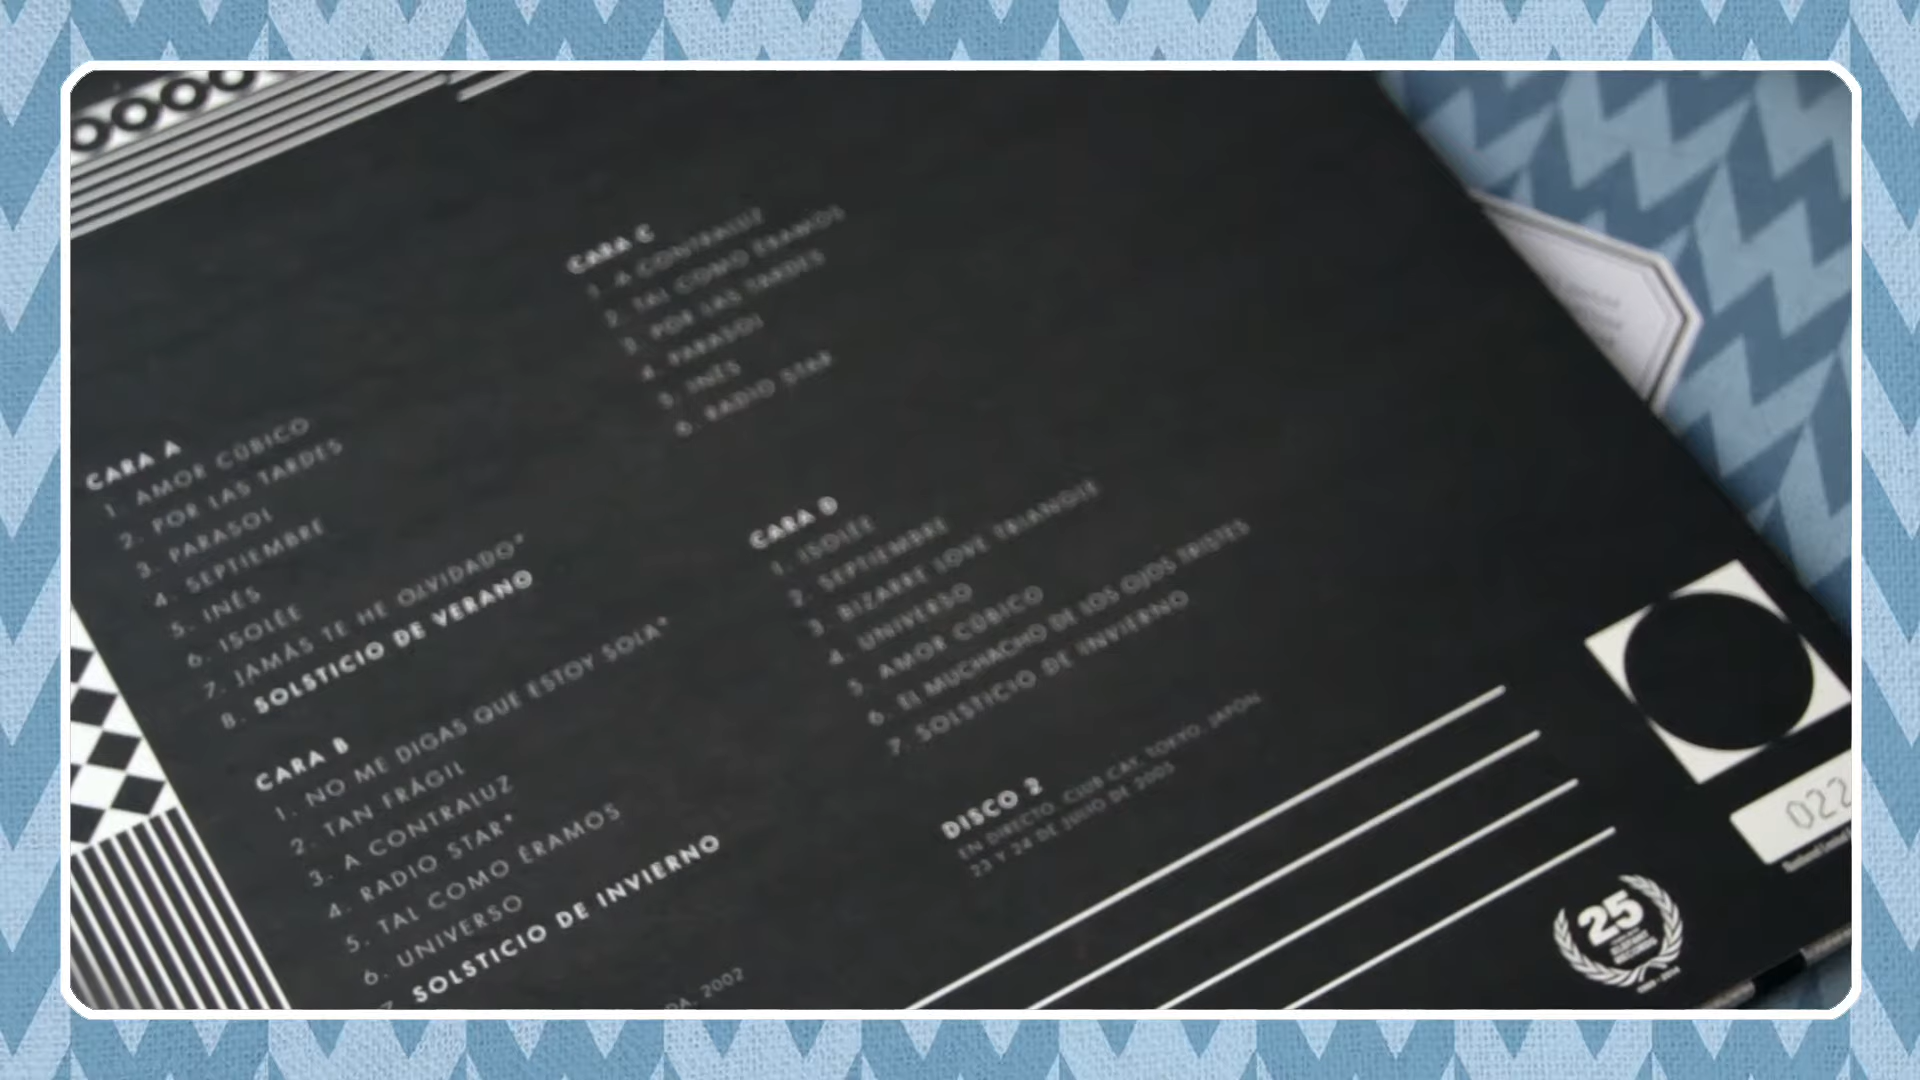 CARA A
1. AMOR CÚBICO
2. POR LAS TARDES
3. PARASOL
4. SEPTIEMBRE
5. INÉS
6. ISOLÉE
7. JAMÁS TE HE OLVIDADO*
8. SOLSTICIO DE VERANO
CARA B
1. NO ME DIGAS QUE ESTOY SOLA*
2. TAN FRÁGIL
3. A CONTRALUZ
4. RADIO STAR*
5. TAL COMO ÉRAMOS
6. UNIVERSO
7. SOLSTICIO DE INVIERNO
2002
CARA C
1. A CONTRALUZ
2. TAL COMO ÉRAMOS
3. POR LAS TARDES
4. PARASOL
5. INÉS
6. RADIO STAR
CARA D
1. ISOLÉE
2. SEPTIEMBRE
3. BIZARRE LOVE TRIANGLE
4. UNIVERSO
5. AMOR CÚBICO
6. EL MUCHACHO DE LOS OJOS TRISTES
7. SOLSTICIO DE INVIERNO
DISCO 2
EN DIRECTO. CLUB CAY, TOKYO, JAPÓN.
23 Y 24 DE JULIO DE 2005
022
25